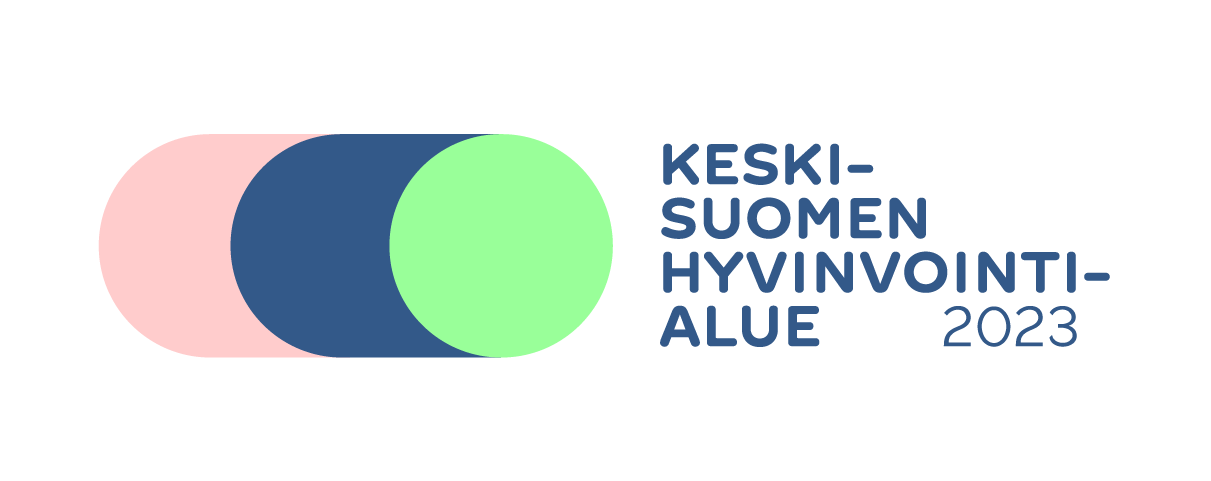 KESKI-
SUOMEN
HYVINVOINTI-
ALUE 2023